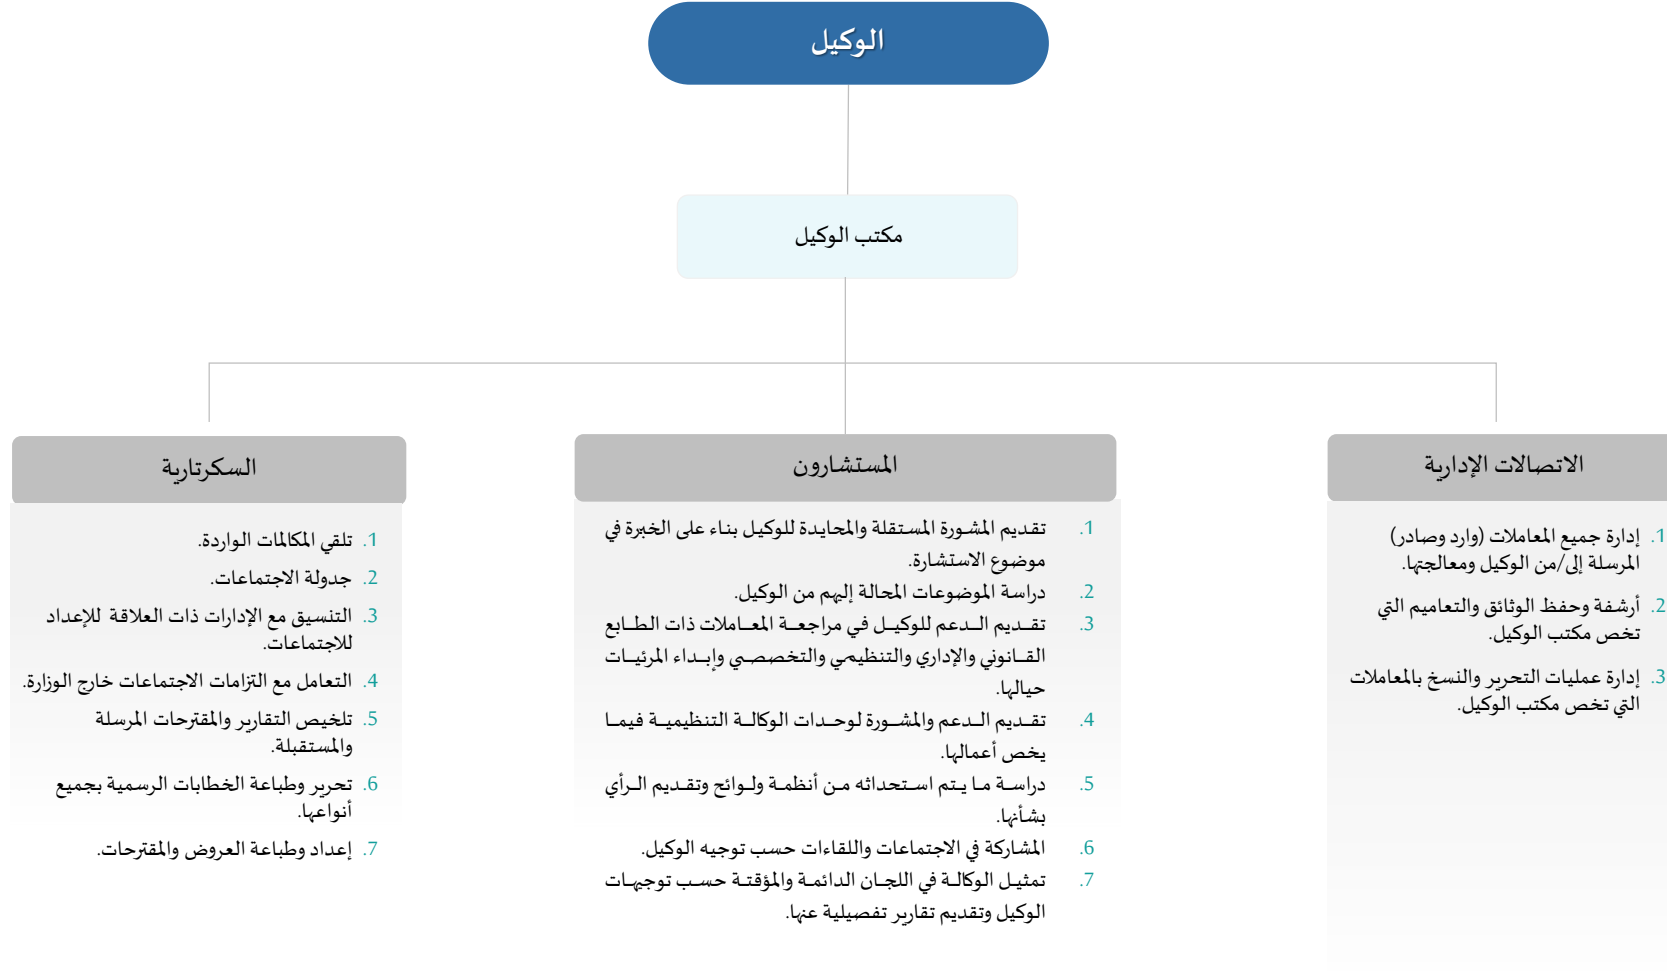 الوكيل
مكتب الوكيل
الاتصالات الإدارية
1. إدارة جميع المعاملات (وارد وصادر)
المرسلة إلى/من الوكيل ومعالجتها.
2. أرشفة وحفظ الوثائق والتعاميم التي
تخص مكتب الوكيل.
3. إدارة عمليات التحرير والنسخ بالمعاملات
التي تخص مكتب الوكيل.
المستشارون
1. تقديم المشورة المستقلة والمحايدة للوكيل بناء على الخبرة في
موضوع الاستشارة.
2. دراسة الموضوعات المحالة إليهم من الوكيل.
3. تقديم الدعم للوكيل في مراجعة المعاملات ذات الطابع
القانوني والإداري والتنظيمي والتخصصي وإبداء المرئيات
حيالها.
4. تقديم الدعم والمشورة لوحدات الوكالة التنظيمية فيما
يخص أعمالها.
5. دراسة ما يتم استحداثه من أنظمة ولوائح وتقديم الرأي
بشأنها.
6. المشاركة في الاجتماعات واللقاءات حسب توجيه الوكيل.
7. تمثيل الوكالة في اللجان الدائمة والمؤقتة حسب توجيهات
الوكيل وتقديم تقارير تفصيلية عنها.
السكرتارية
1. تلقي المكالمات الواردة.
2. جدولة الاجتماعات.
3. التنسيق مع الإدارات ذات العلاقة للإعداد
للاجتماعات.
4. التعامل مع التزامات الاجتماعات خارج الوزارة.
5. تلخيص التقارير والمقترحات المرسلة
والمستقبلة.
6. تحرير وطباعة الخطابات الرسمية بجميع
أنواعها.
7. إعداد وطباعة العروض والمقترحات.